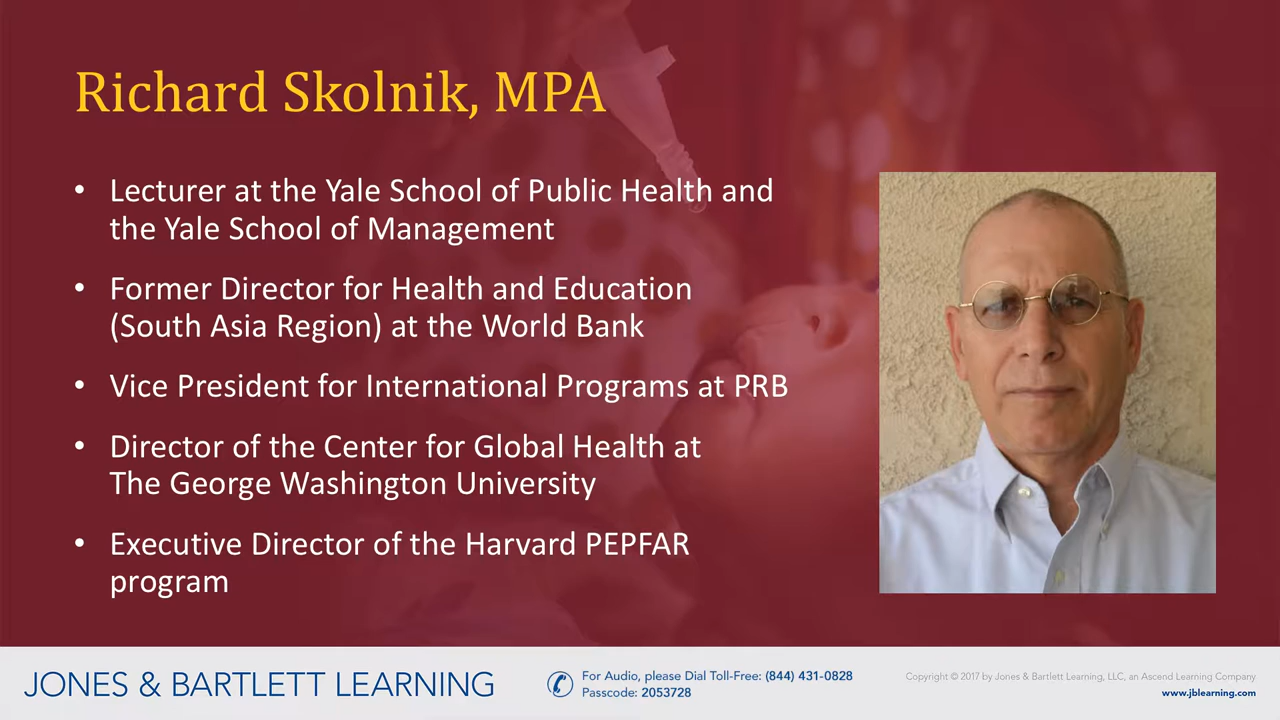 Richard Skolnik, MPA
• Lecturer at the Yale School of Public Health and
the Yale School of Management
• Former Director for Health and Education
(South Asia Region) at the World Bank
• Vice President for International Programs at PRB
• Director of the Center for Global Health at
The George Washington University
• Executive Director of the Harvard PEPFAR
program
JONES & BARTLETT LEARNING
For Audio, please Dial Toll-Free: (844) 431-0828
Passcode: 2053728
Copyright © 2017 by Jones & Bartlett Learning, LLC, an Ascend Learning Company
www.jblearning.com